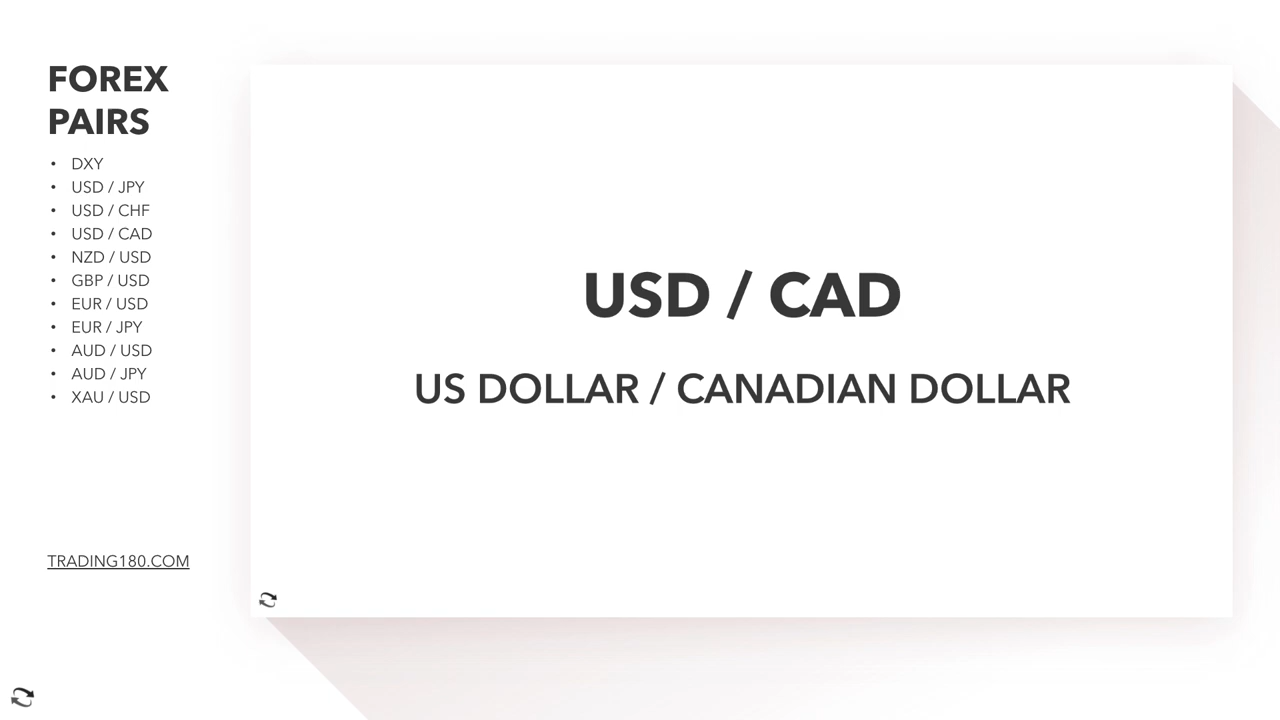 FOREX
PAIRS
• DXY
• USD / JPY
• USD / CHF
• USD / CAD
• NZD / USD
• GBP / USD
• EUR / USD
• EUR / JPY
• AUD / USD
• AUD / JPY
• XAU / USD
TRADING180.COM
USD / CAD
US DOLLAR / CANADIAN DOLLAR